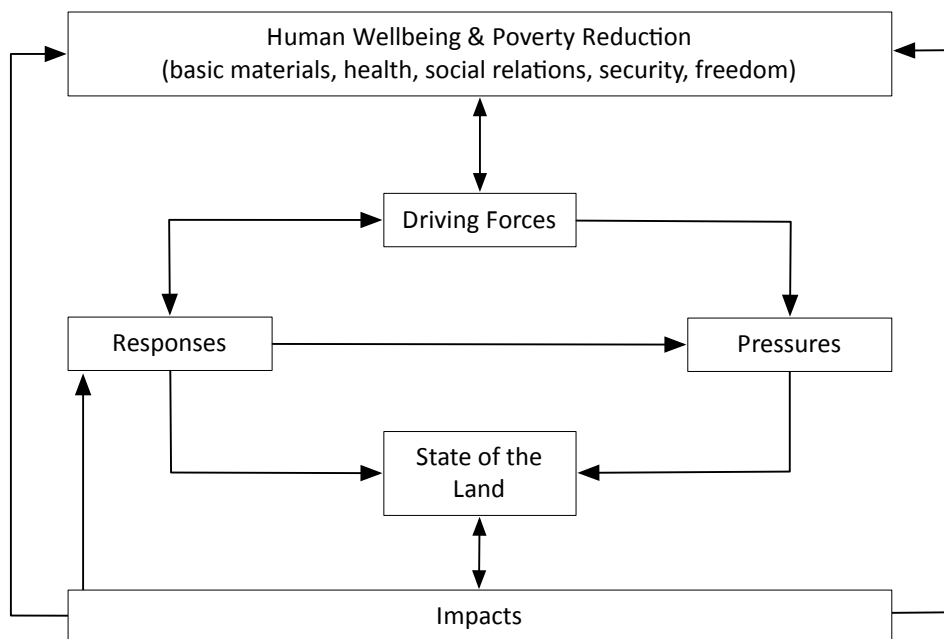 Human Wellbeing & Poverty Reduction
(basic materials, health, social relations, security, freedom)
Driving Forces
Responses
Pressures
State of the
Land
Impacts